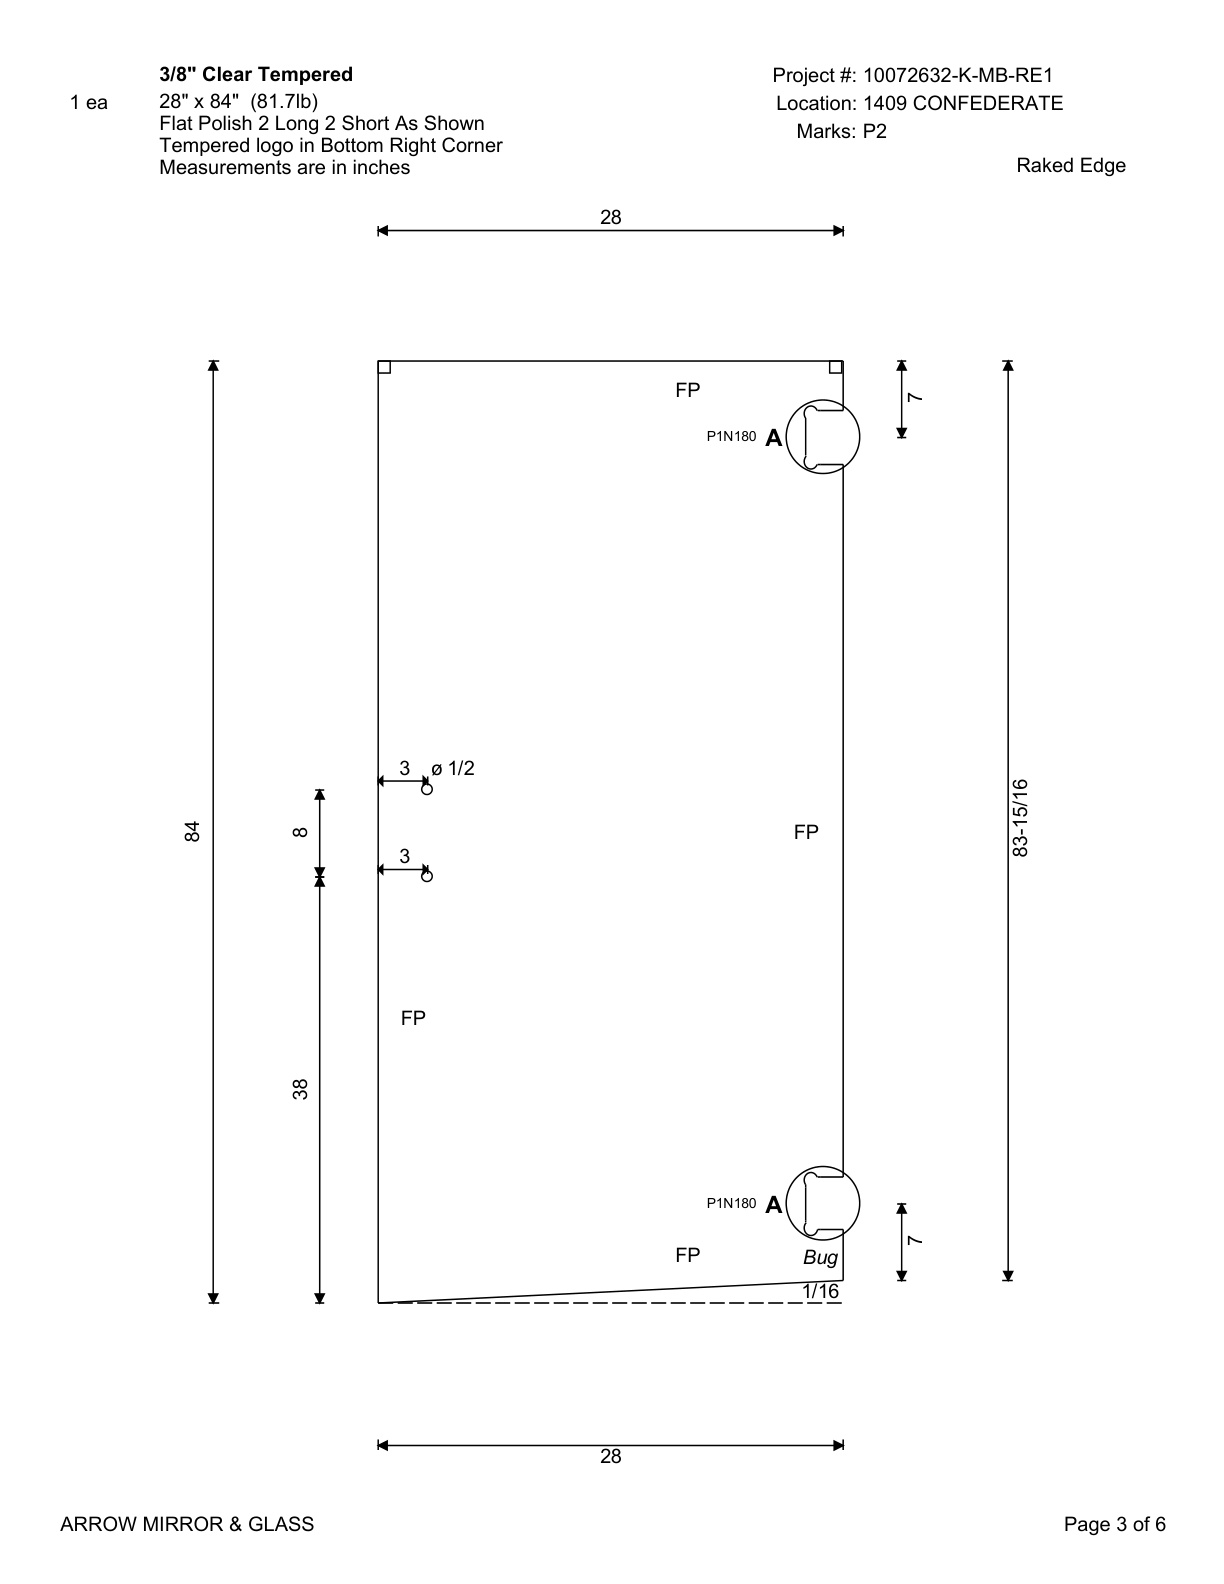 3/8" Clear Tempered
1 ea
28" x 84"  (81.7lb)
Flat Polish 2 Long 2 Short As Shown
Tempered logo in Bottom Right Corner
Measurements are in inches
Project #: 10072632-K-MB-RE1
Location: 1409 CONFEDERATE
Marks: P2
Raked Edge
28
FP
7
P1N180 A
3 ø 1/2
84
8
FP
83-15/16
3
FP
38
P1N180 A
7
FP
Bug
1/16
28
ARROW MIRROR & GLASS
Page 3 of 6